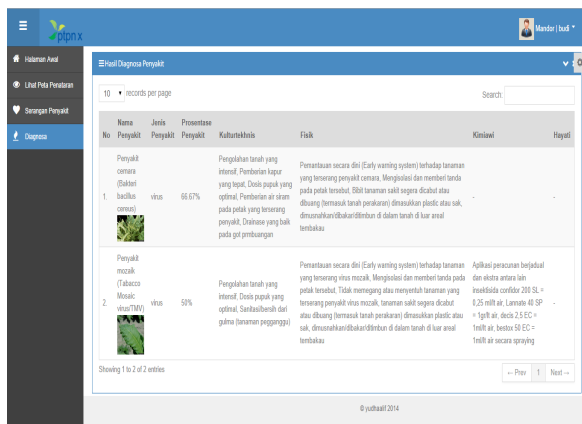 ptpn x
Mandor | budi
Halaman Awal
Lihat Peta Penataran
Serangan Penyakit
Diagnosa
Hasil Diagnosa Penyakit
10 records per page
Search:
No
Nama Penyakit
Jenis Penyakit
Prosentase Penyakit
Kulturtekhnis
Fisik
Kimiawi
Hayati
1.
Penyakit
cemara
(Bakteri
bacillus
cereus)
virus
66.67%
Pengolahan tanah yang
intensif, Pemberian kapur
yang tepat, Dosis pupuk yang
optimal, Pemberian air siram
pada petak yang terserang
penyakit, Drainase yang baik
pada got pmbuangan
Pemantauan secara dini (Early warning system) terhadap tanaman
yang terserang penyakit cemara, Mengisolasi dan memberi tanda
pada petak tersebut, Bibit tanaman sakit segera dicabut atau
dibuang (termasuk tanah perakaran) dimasukkan plastic atau sak,
dimusnahkan/dibakar/ditimbun di dalam tanah di luar areal
tembakau
-
-
2.
Penyakit
mozaik
(Tabacco
Mosaic
virus/TMV)
virus
50%
Pengolahan tanah yang
intensif, Dosis pupuk yang
optimal, Sanitasi/bersih dari
gulma (tanaman pegganggu)
Pemantauan secara dini (Early warning system) terhadap tanaman
yang terserang virus mozaik, Mengisolasi dan memberi tanda pada
petak tersebut, Tidak memegang atau menyentuh tanaman yang
terserang penyakit virus mozaik, tanaman sakit segera dicabut
atau dibuang (termasuk tanah perakaran) dimasukkan plastic atau
sak, dimusnahkan/dibakar/ditimbun di dalam tanah di luar areal
tembakau
Aplikasi peracunan berjadual
dan ekstra antara lain
insektisida confidor 200 SL =
0,25 ml/lt air, Lannate 40 SP
= 1gr/lt air, decis 2,5 EC =
1ml/lt air, bestox 50 EC =
1ml/lt air secara spraying
-
Showing 1 to 2 of 2 entries
← Prev 1 Next →
© yudhaalif 2014